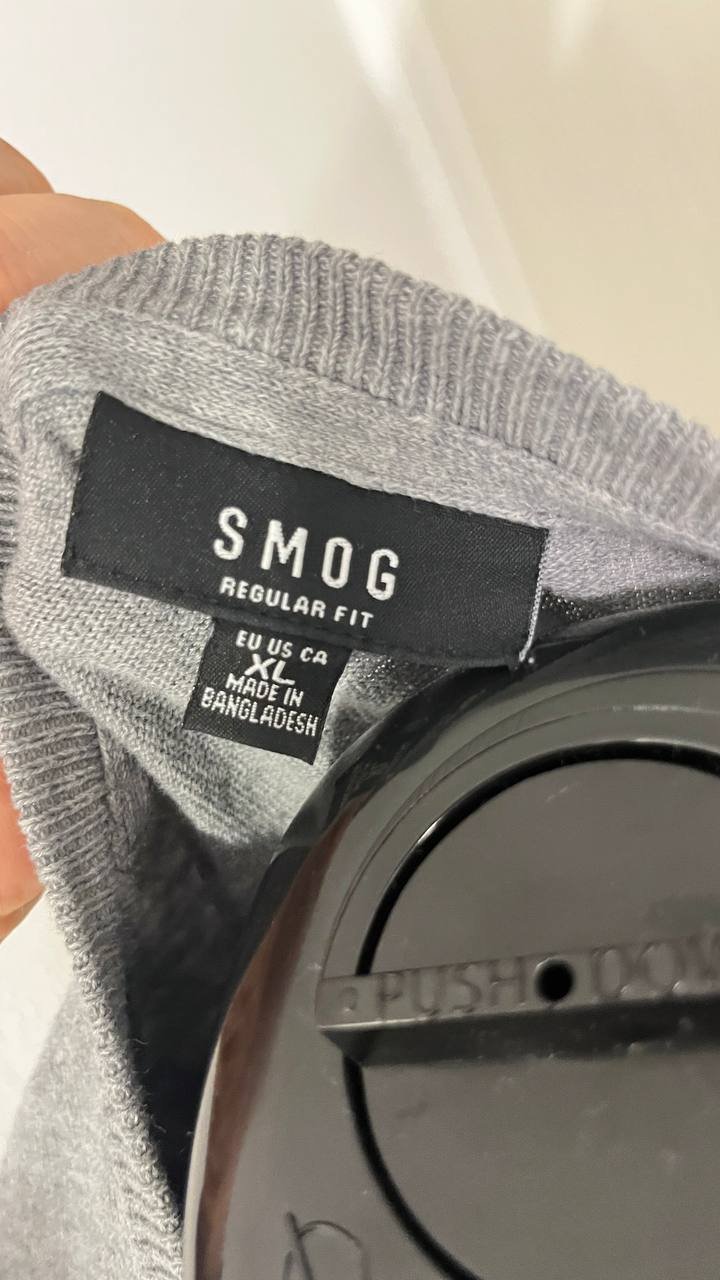 SMOG
REGULAR FIT
EU US CA
XL
MADE IN
BANGLADESH
PUSH